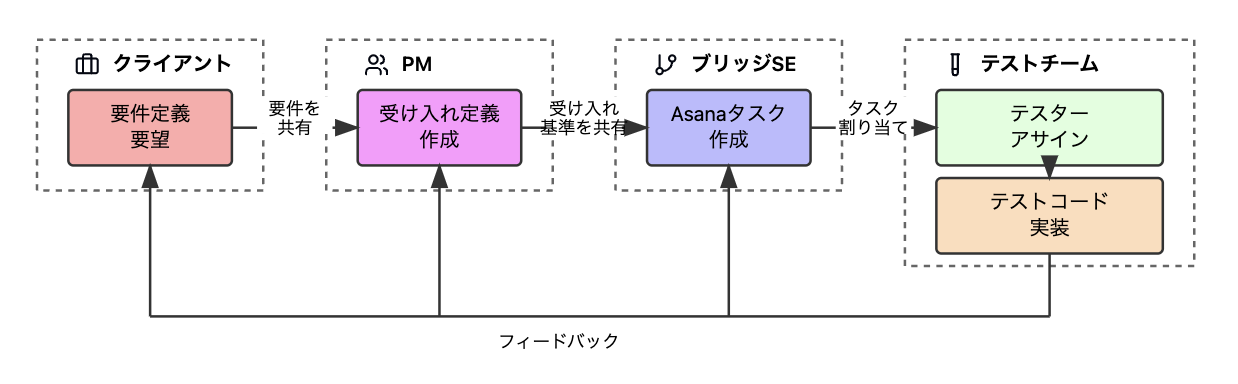 クライアント
要件定義
要望
要件を
共有
PM
受け入れ定義
作成
受け入れ
基準を共有
ブリッジSE
Asanaタスク
作成
タスク
割り当て
テストチーム
テスター
アサイン
テストコード
実装
フィードバック